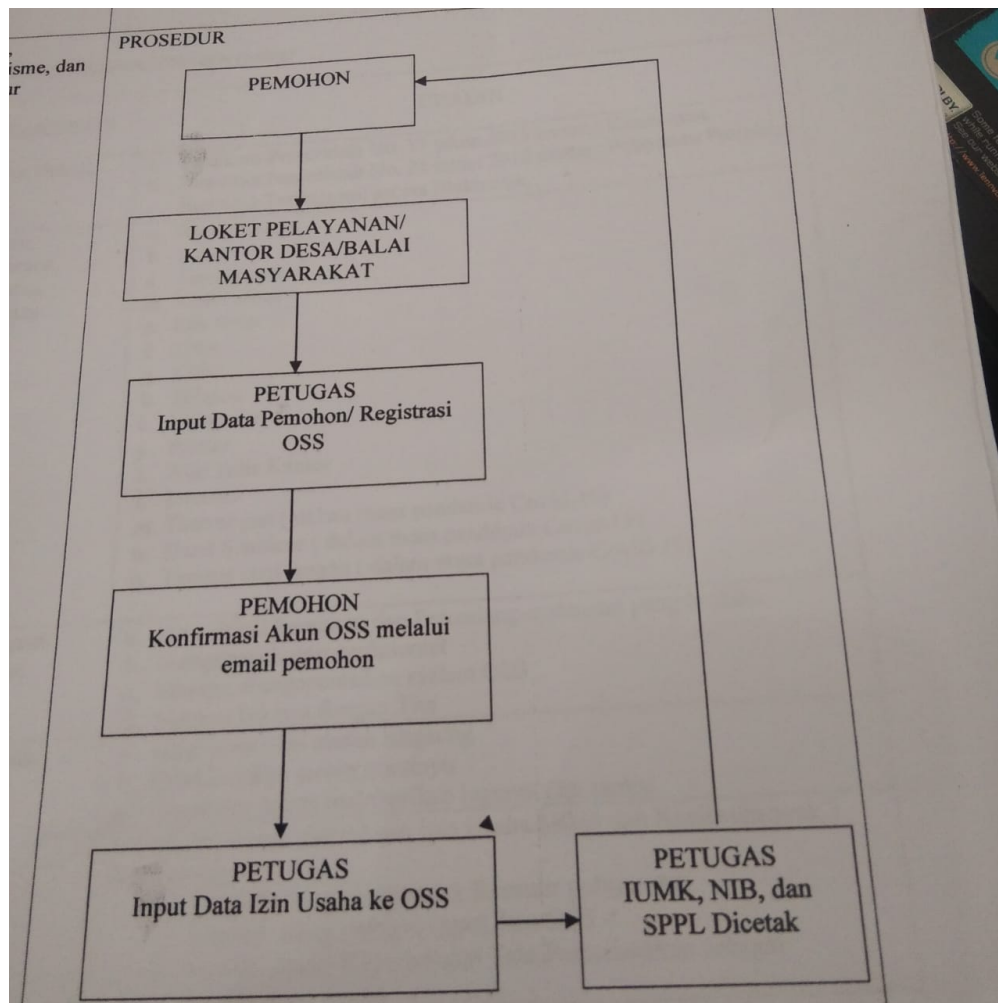 isme, dan
PROSEDUR
PEMOHON
LOKET PELAYANAN/
KANTOR DESA/BALAI
MASYARAKAT
PETUGAS
Input Data Pemohon/ Registrasi
OSS
PEMOHON
Konfirmasi Akun OSS melalui
email pemohon
PETUGAS
Input Data Izin Usaha ke OSS
PETUGAS
IUMK, NIB, dan
SPPL Dicetak